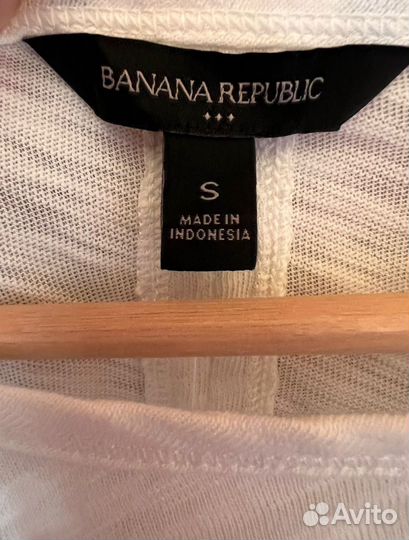 BANANA REPUBLIC
S
MADE IN
INDONESIA
Avito